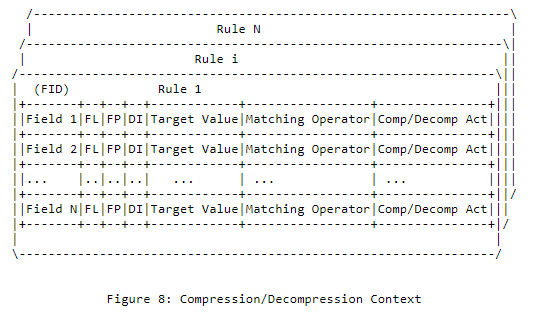 Rule N
Rule i
(FID) Rule 1
Field 1|FL|FP|DI|Target Value|Matching Operator|Comp/Decomp Act
Field 2|FL|FP|DI|Target Value|Matching Operator|Comp/Decomp Act
...|..|..|..|...|...|...
Field N|FL|FP|DI|Target Value|Matching Operator|Comp/Decomp Act
Figure 8: Compression/Decompression Context